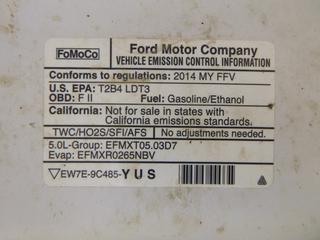 FoMoCo
Ford Motor Company
VEHICLE EMISSION CONTROL INFORMATION
Conforms to regulations: 2014 MY FFV
U.S. EPA: T2B4 LDT3
OBD: F II Fuel: Gasoline/Ethanol
California: Not for sale in states with
California emissions standards.
TWC/HO2S/SFI/AFS No adjustments needed.
5.0L-Group: EFMXT05.03D7
Evap: EFMXR0265NBV
EW7E-9C485-Y U S